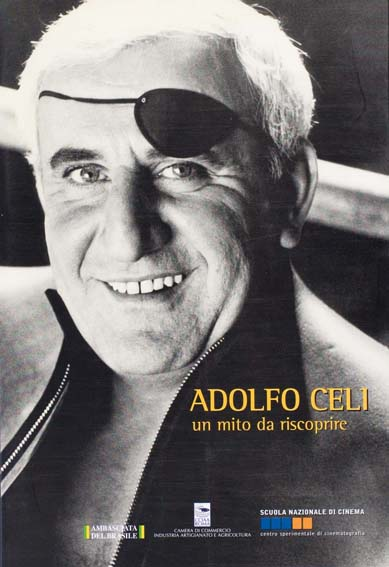 ADOLFO CELI
un mito da riscoprire
AMBASCIATA
DEL BRASILE
CAMERA DI COMMERCIO
INDUSTRIA ARTIGIANATO E AGRICOLTURA
SCUOLA NAZIONALE DI CINEMA
centro sperimentale di cinematografia